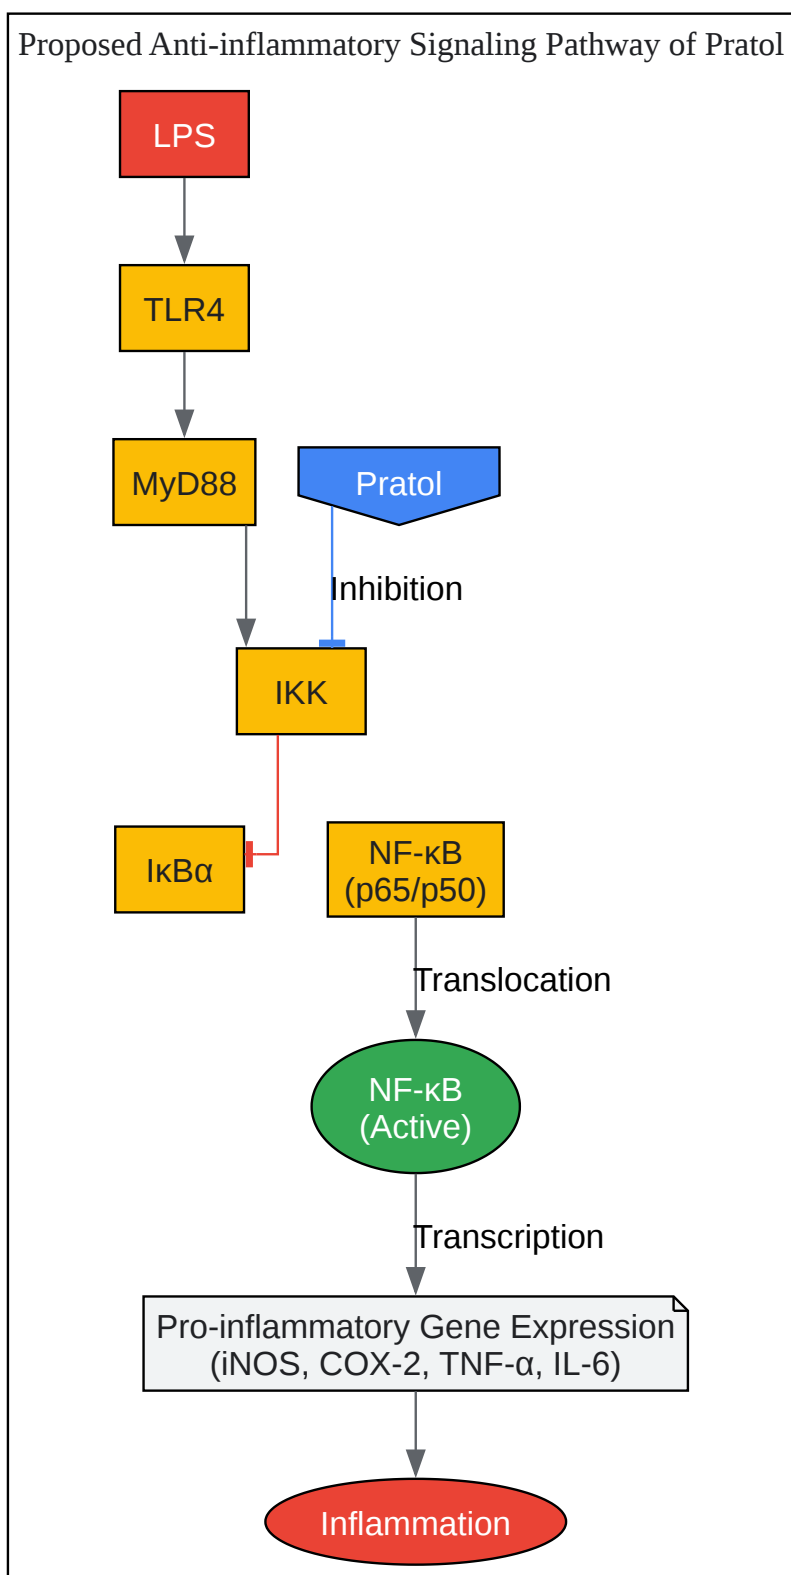 Proposed Anti-inflammatory Signaling Pathway of Pratol
LPS
TLR4
MyD88
Pratol
Inhibition
IKK
IκBα
NF-κB
(p65/p50)
Translocation
NF-κB
(Active)
Transcription
Pro-inflammatory Gene Expression
(iNOS, COX-2, TNF-α, IL-6)
Inflammation